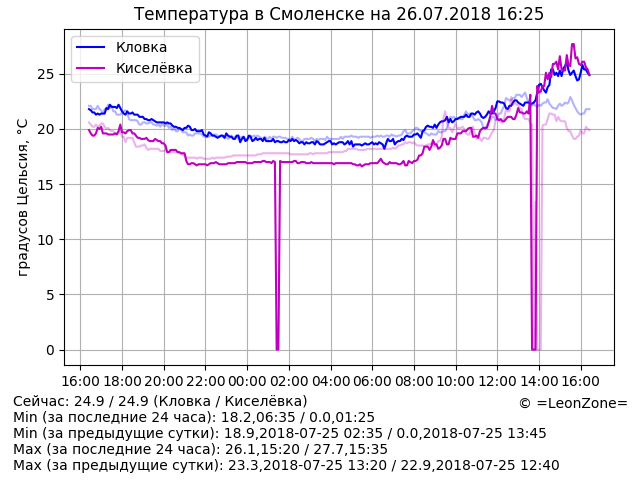 Температура в Смоленске на 26.07.2018 16:25
Кловка
Киселёвка
градусов Цельсия, °C
25
20
15
10
5
0
16:00 18:00 20:00 22:00 00:00 02:00 04:00 06:00 08:00 10:00 12:00 14:00 16:00
Сейчас: 24.9 / 24.9 (Кловка / Киселёвка)
© =LeonZone=
Min (за последние 24 часа): 18.2,06:35 / 0.0,01:25
Min (за предыдущие сутки): 18.9,2018-07-25 02:35 / 0.0,2018-07-25 13:45
Max (за последние 24 часа): 26.1,15:20 / 27.7,15:35
Max (за предыдущие сутки): 23.3,2018-07-25 13:20 / 22.9,2018-07-25 12:40